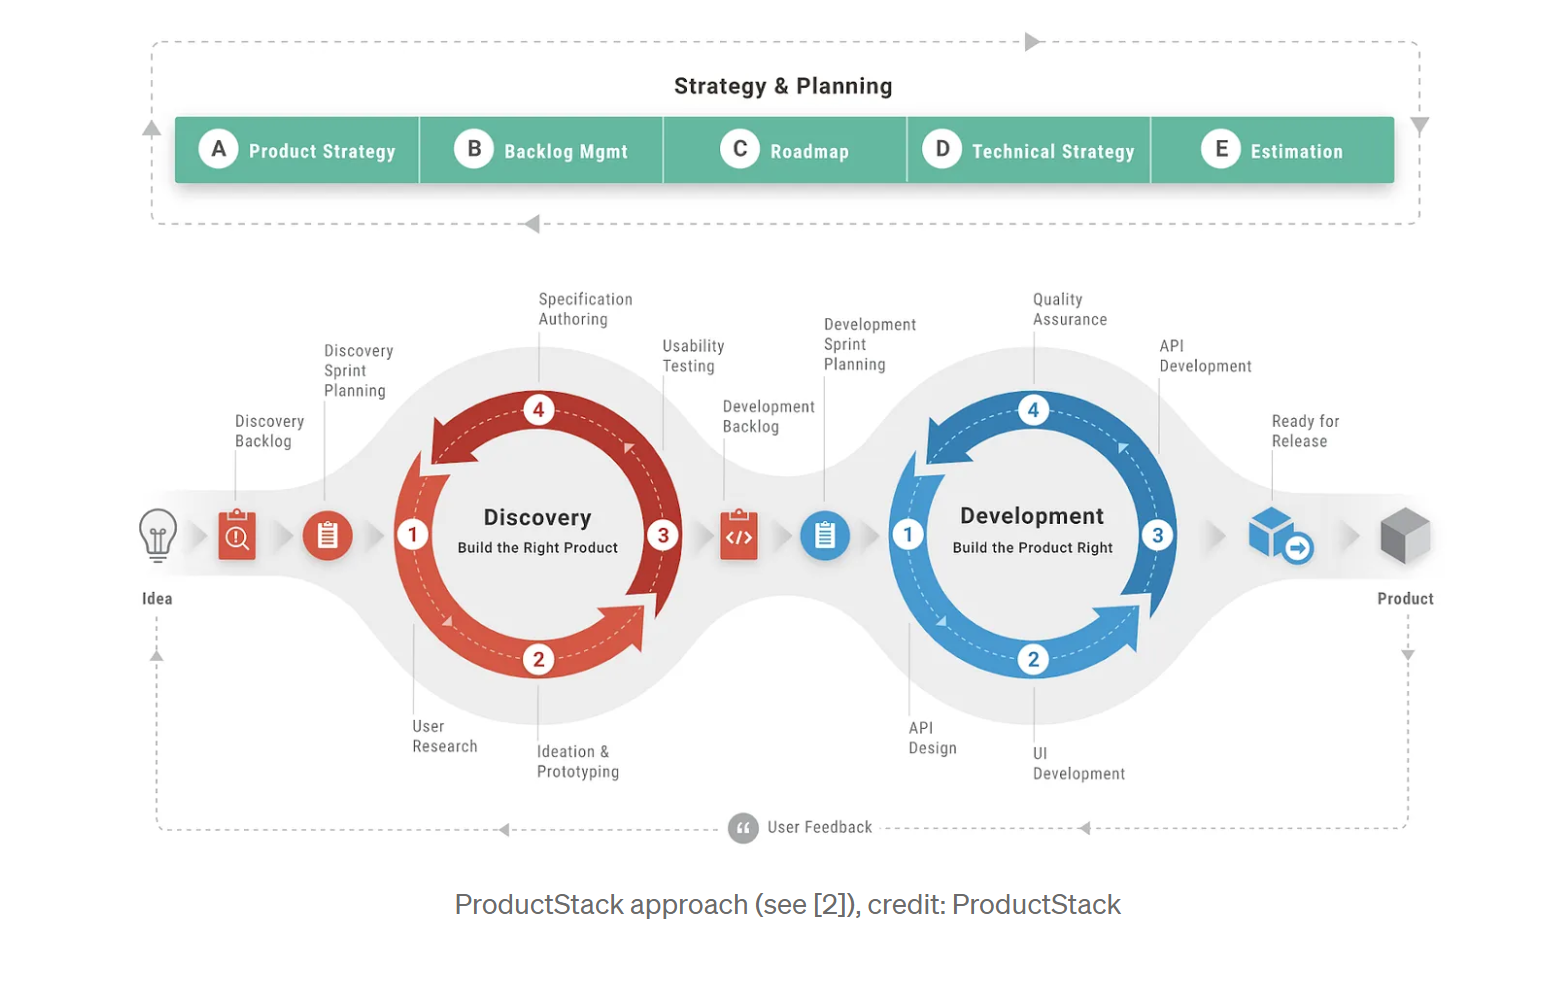 Strategy & Planning
A Product Strategy
B Backlog Mgmt
C Roadmap
D Technical Strategy
E Estimation
Specification
Authoring
Quality
Assurance
Discovery
Sprint
Planning
Usability
Testing
Development
Sprint
Planning
API
Development
Discovery
Backlog
Development
Backlog
Ready for
Release
4
4
Discovery
Build the Right Product
1
3
</>
Development
Build the Product Right
1
3
Idea
Product
2
2
User
Research
Ideation &
Prototyping
API
Design
UI
Development
User Feedback
ProductStack approach (see [2]), credit: ProductStack